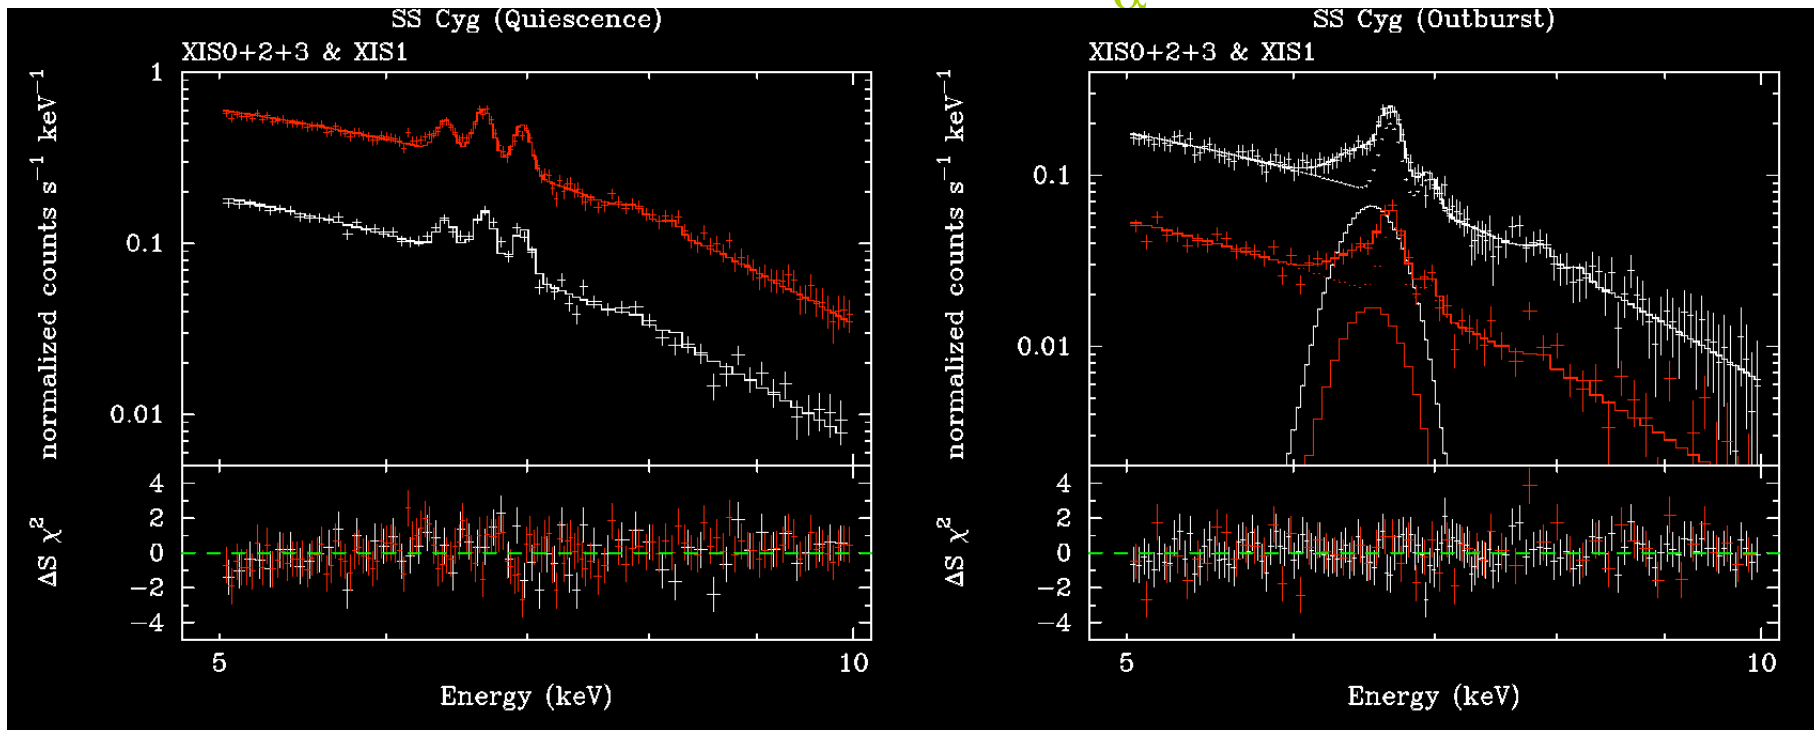 α
SS Cyg (Quiescence)
XIS0+2+3 & XIS1
normalized counts s⁻¹ keV⁻¹
1
0.1
0.01
ΔS χ²
4
2
0
−2
−4
5
10
Energy (keV)
SS Cyg (Outburst)
XIS0+2+3 & XIS1
normalized counts s⁻¹ keV⁻¹
0.1
0.01
ΔS χ²
4
2
0
−2
−4
5
10
Energy (keV)